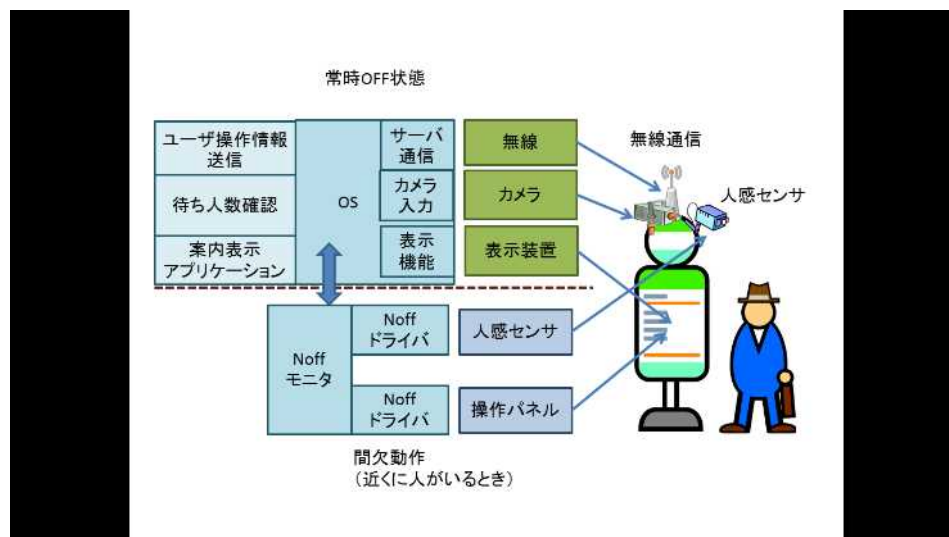 常時OFF状態
ユーザ操作情報
送信
待ち人数確認
案内表示
アプリケーション
OS
サーバ
通信
カメラ
入力
表示
機能
無線
カメラ
表示装置
無線通信
人感センサ
Noff
モニタ
Noff
ドライバ
Noff
ドライバ
人感センサ
操作パネル
間欠動作
（近くに人がいるとき）